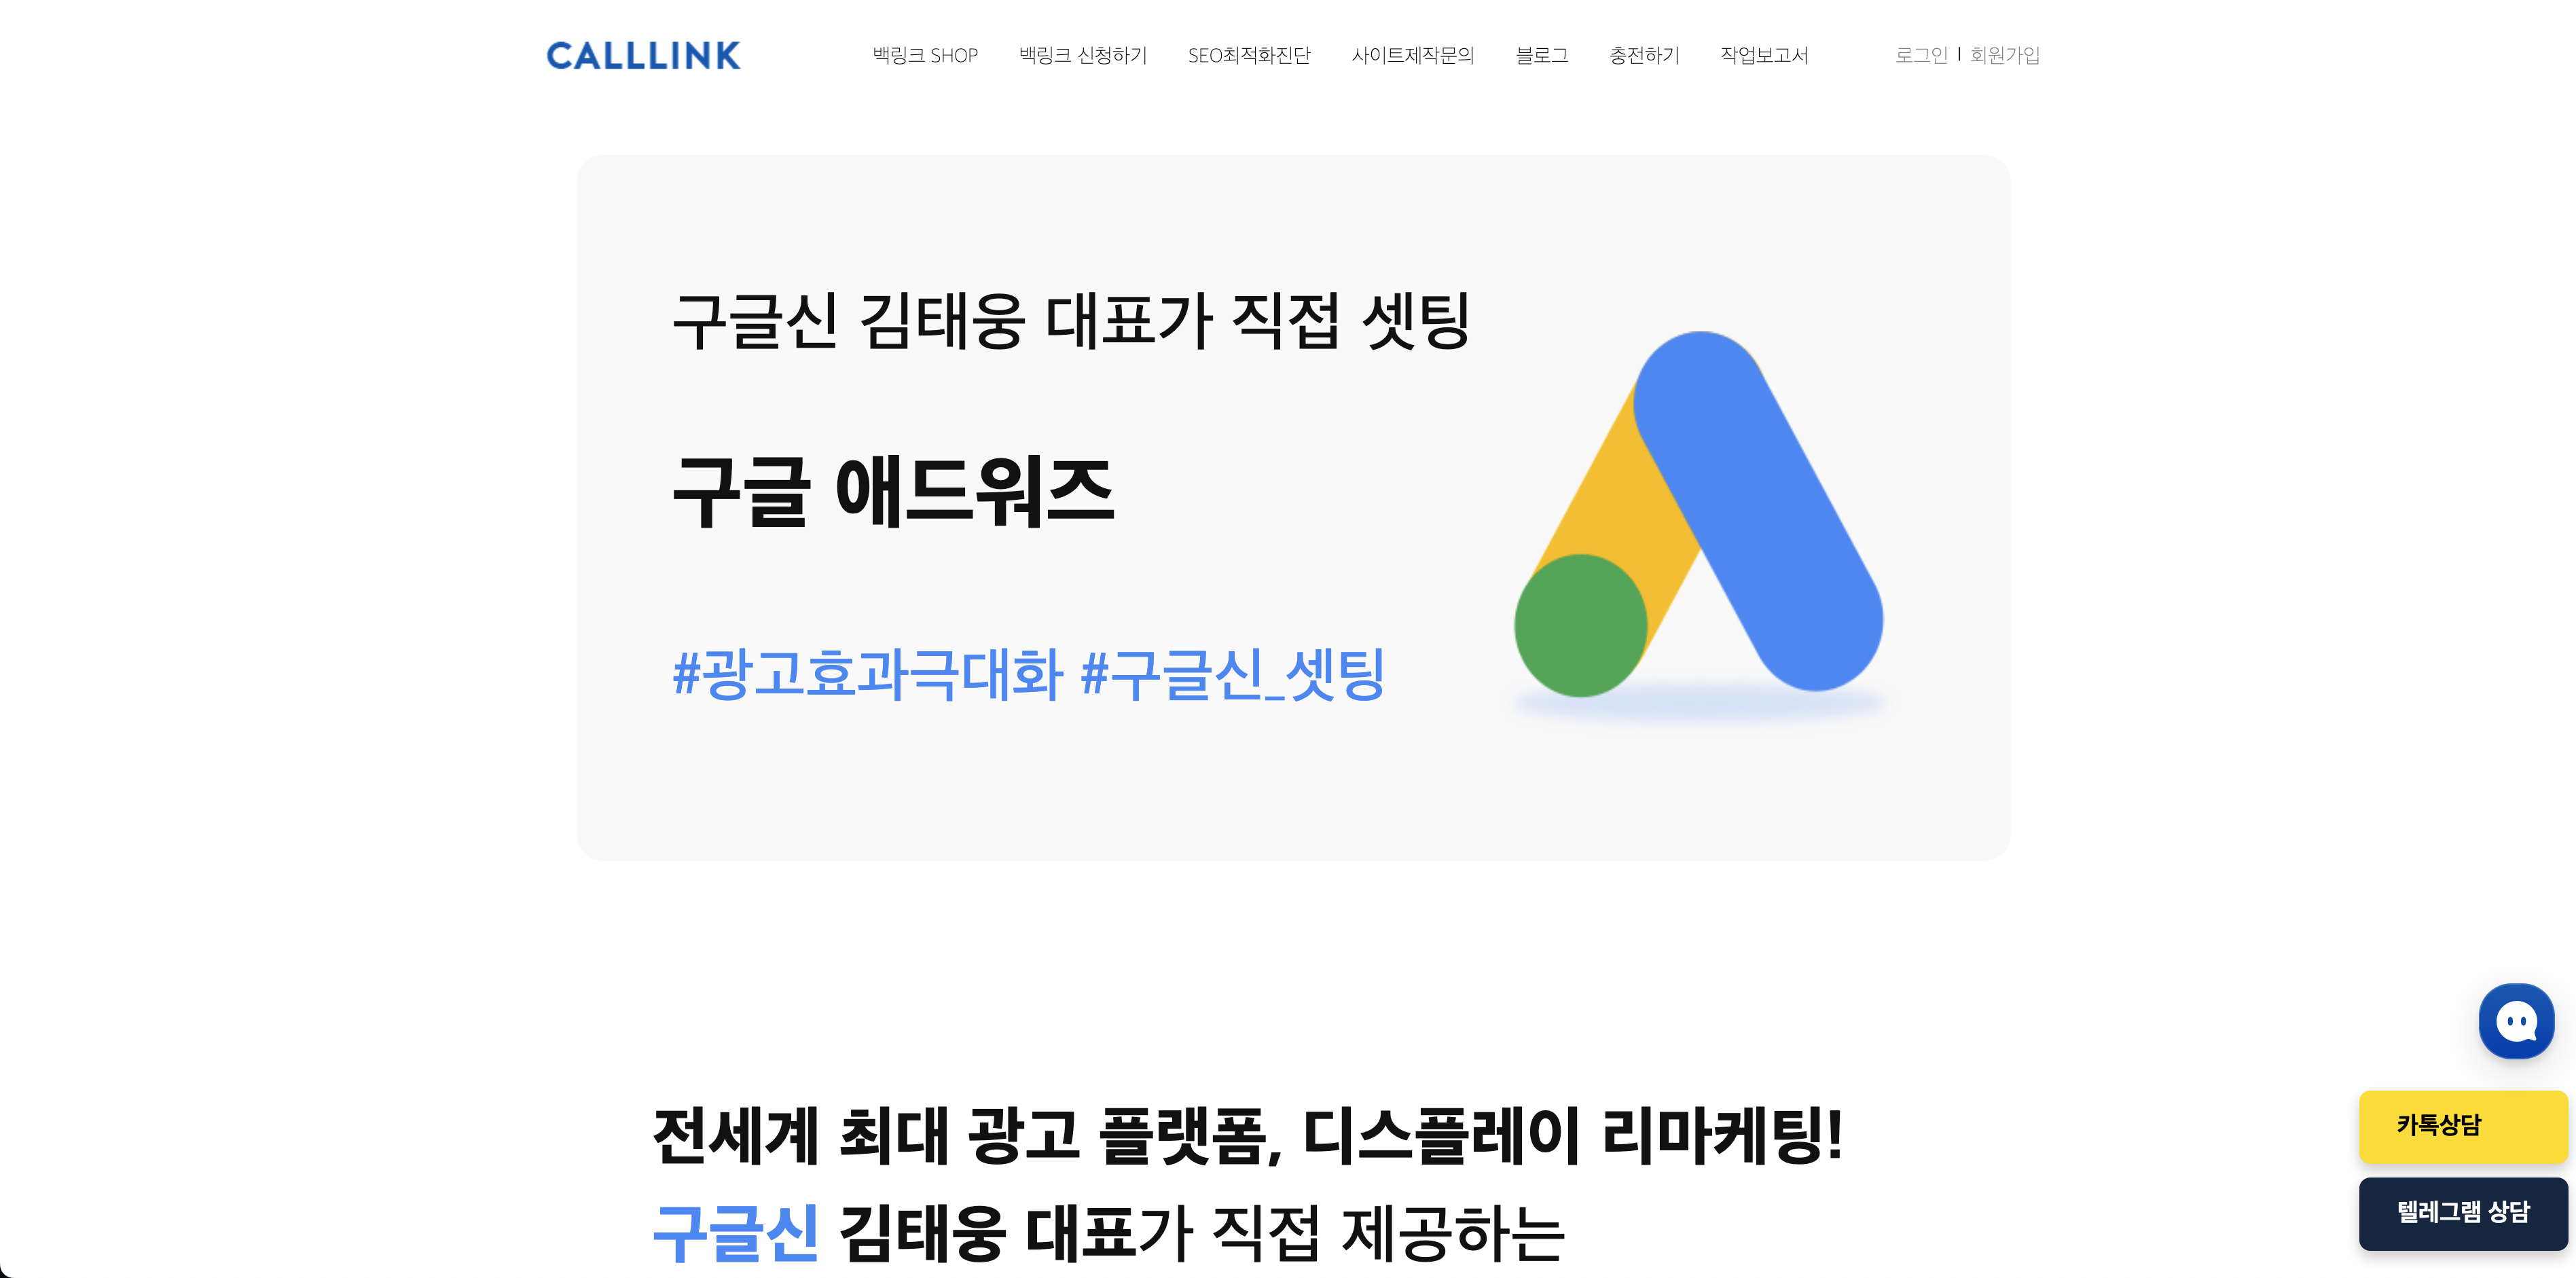 CALLLINK
백링크 SHOP 백링크 신청하기 SEO최적화진단 사이트제작문의 블로그 충전하기 작업보고서 로그인 | 회원가입
구글신 김태웅 대표가 직접 셋팅
구글 애드워즈
#광고효과극대화 #구글신_셋팅
전세계 최대 광고 플랫폼, 디스플레이 리마케팅!
구글신 김태웅 대표가 직접 제공하는
카톡상담
텔레그램 상담